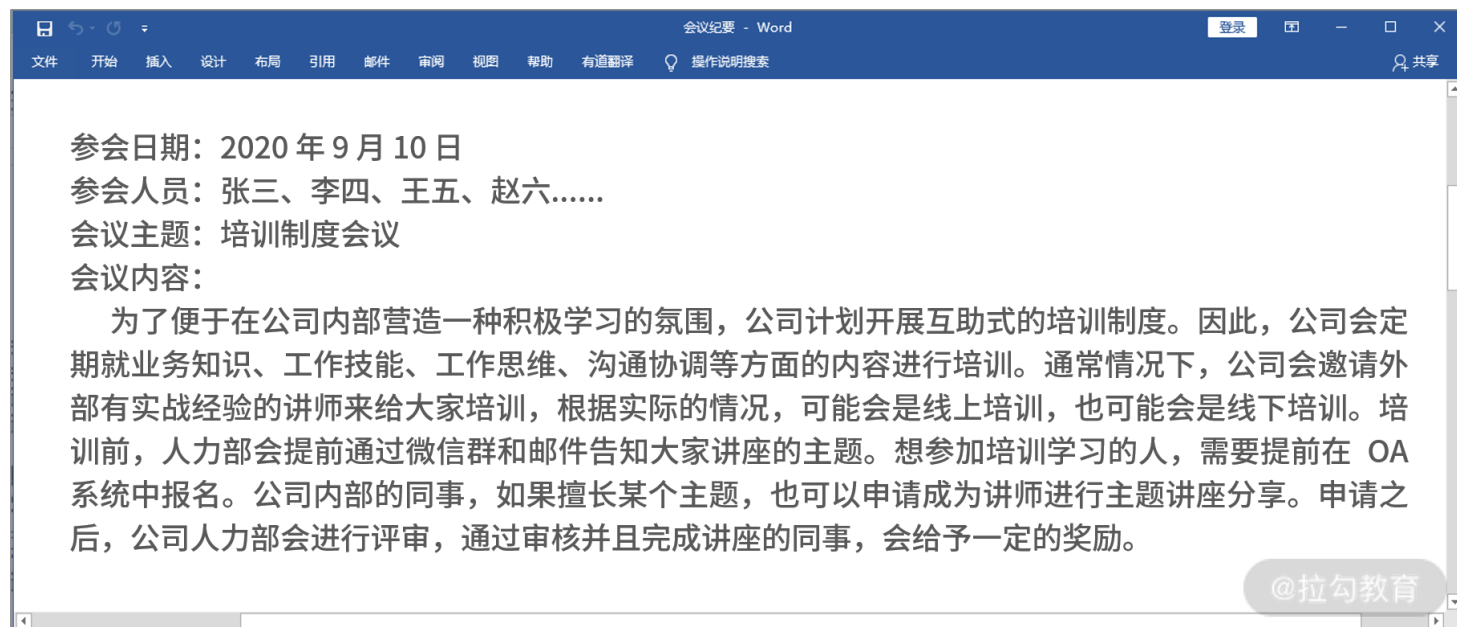 会议纪要 - Word
登录
文件 开始 插入 设计 布局 引用 邮件 审阅 视图 帮助 有道翻译 操作说明搜索 共享
参会日期：2020 年 9 月 10 日
参会人员：张三、李四、王五、赵六......
会议主题：培训制度会议
会议内容：
为了便于在公司内部营造一种积极学习的氛围，公司计划开展互助式的培训制度。因此，公司会定
期就业务知识、工作技能、工作思维、沟通协调等方面的内容进行培训。通常情况下，公司会邀请外
部有实战经验的讲师来给大家培训，根据实际的情况，可能会是线上培训，也可能会是线下培训。培
训前，人力部会提前通过微信群和邮件告知大家讲座的主题。想参加培训学习的人，需要提前在 OA
系统中报名。公司内部的同事，如果擅长某个主题，也可以申请成为讲师进行主题讲座分享。申请之
后，公司人力部会进行评审，通过审核并且完成讲座的同事，会给予一定的奖励。
@拉勾教育